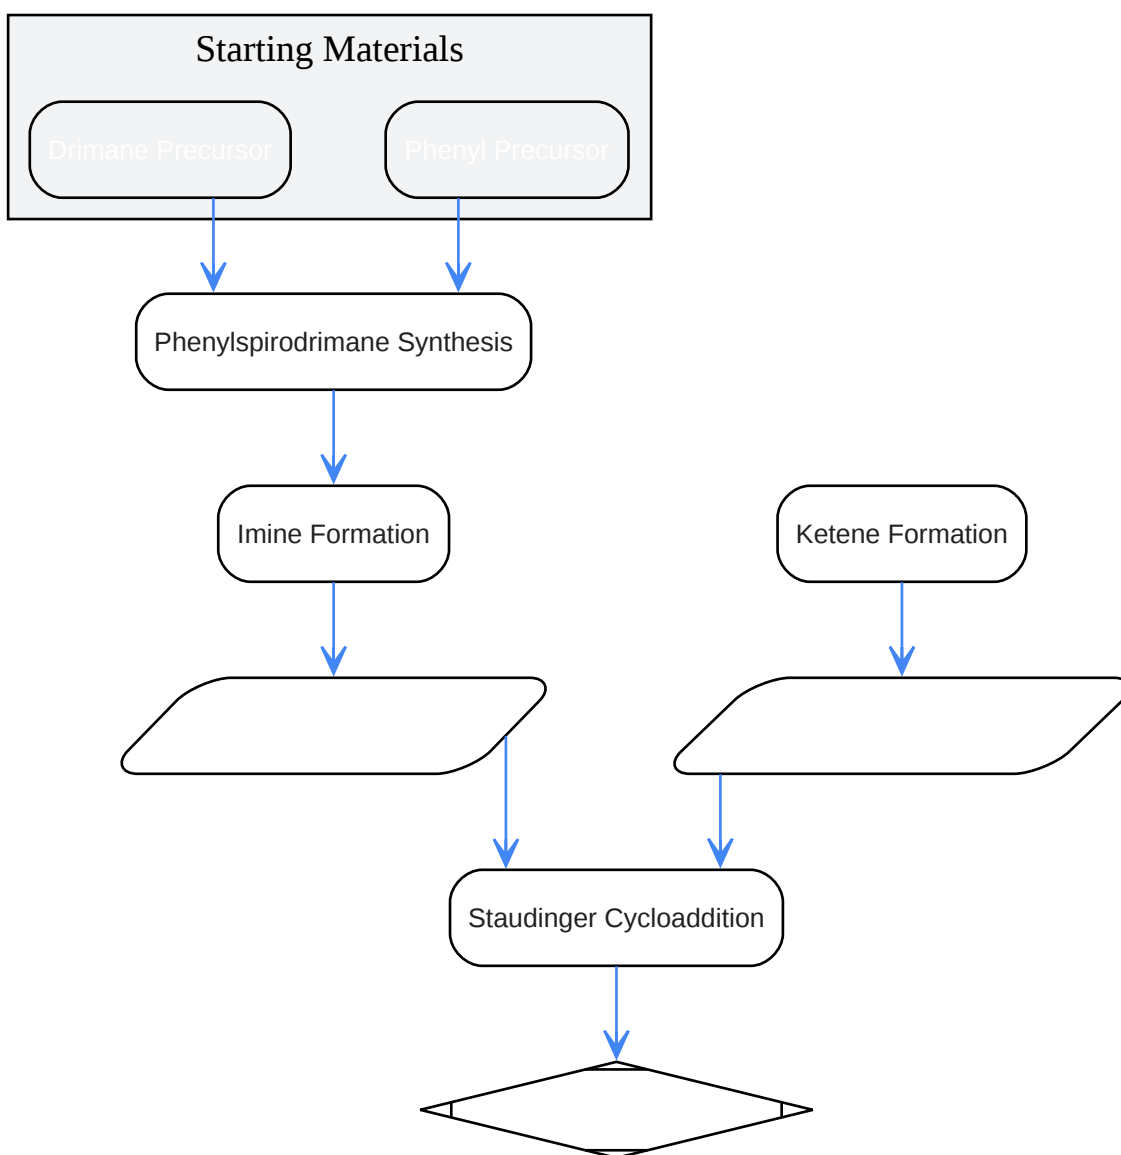 Starting Materials
Drimane Precursor
Phenyl Precursor
Phenylspirodrimane Synthesis
Imine Formation
Ketene Formation
Staudinger Cycloaddition